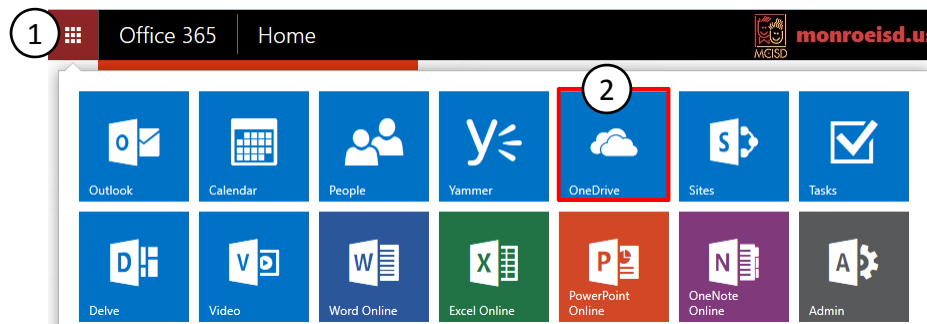 1
Office 365
Home
MCISD
monroeisd.us
2
O
S
Outlook
Calendar
People
Yammer
OneDrive
Sites
Tasks
D
V
W
X
P
N
A
Delve
Video
Word Online
Excel Online
PowerPoint
Online
OneNote
Online
Admin